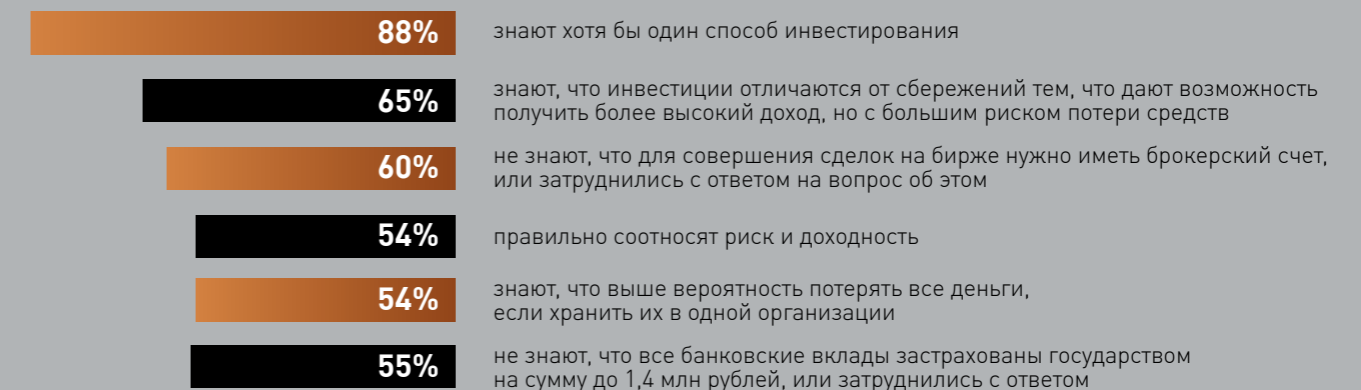 88%
знают хотя бы один способ инвестирования
65%
знают, что инвестиции отличаются от сбережений тем, что дают возможность
получить более высокий доход, но с большим риском потери средств
60%
не знают, что для совершения сделок на бирже нужно иметь брокерский счет,
или затруднились с ответом на вопрос об этом
54%
правильно соотносят риск и доходность
54%
знают, что выше вероятность потерять все деньги,
если хранить их в одной организации
55%
не знают, что все банковские вклады застрахованы государством
на сумму до 1,4 млн рублей, или затруднились с ответом